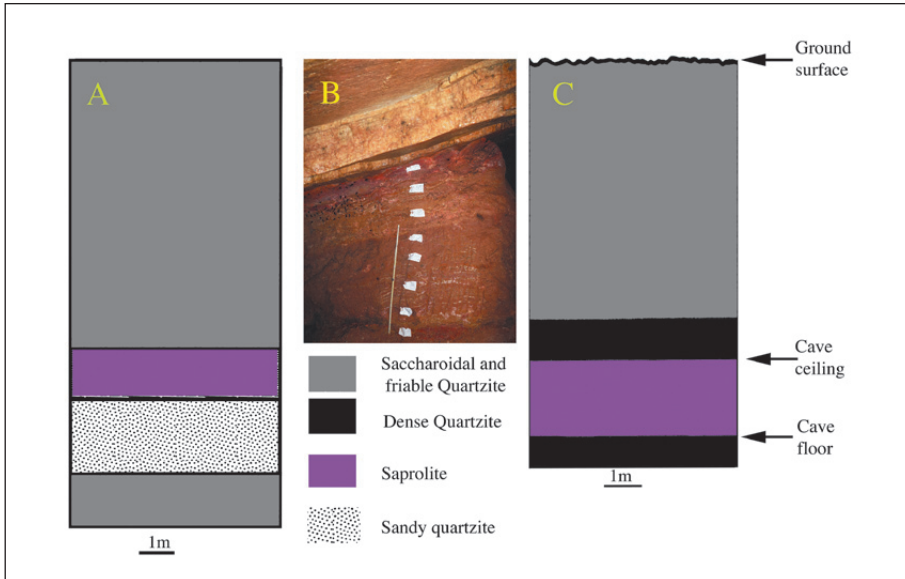 A
B
C
Ground
surface
Cave
ceiling
Cave
floor
Saccharoidal and
friable Quartzite
Dense Quartzite
Saprolite
Sandy quartzite
1m
1m